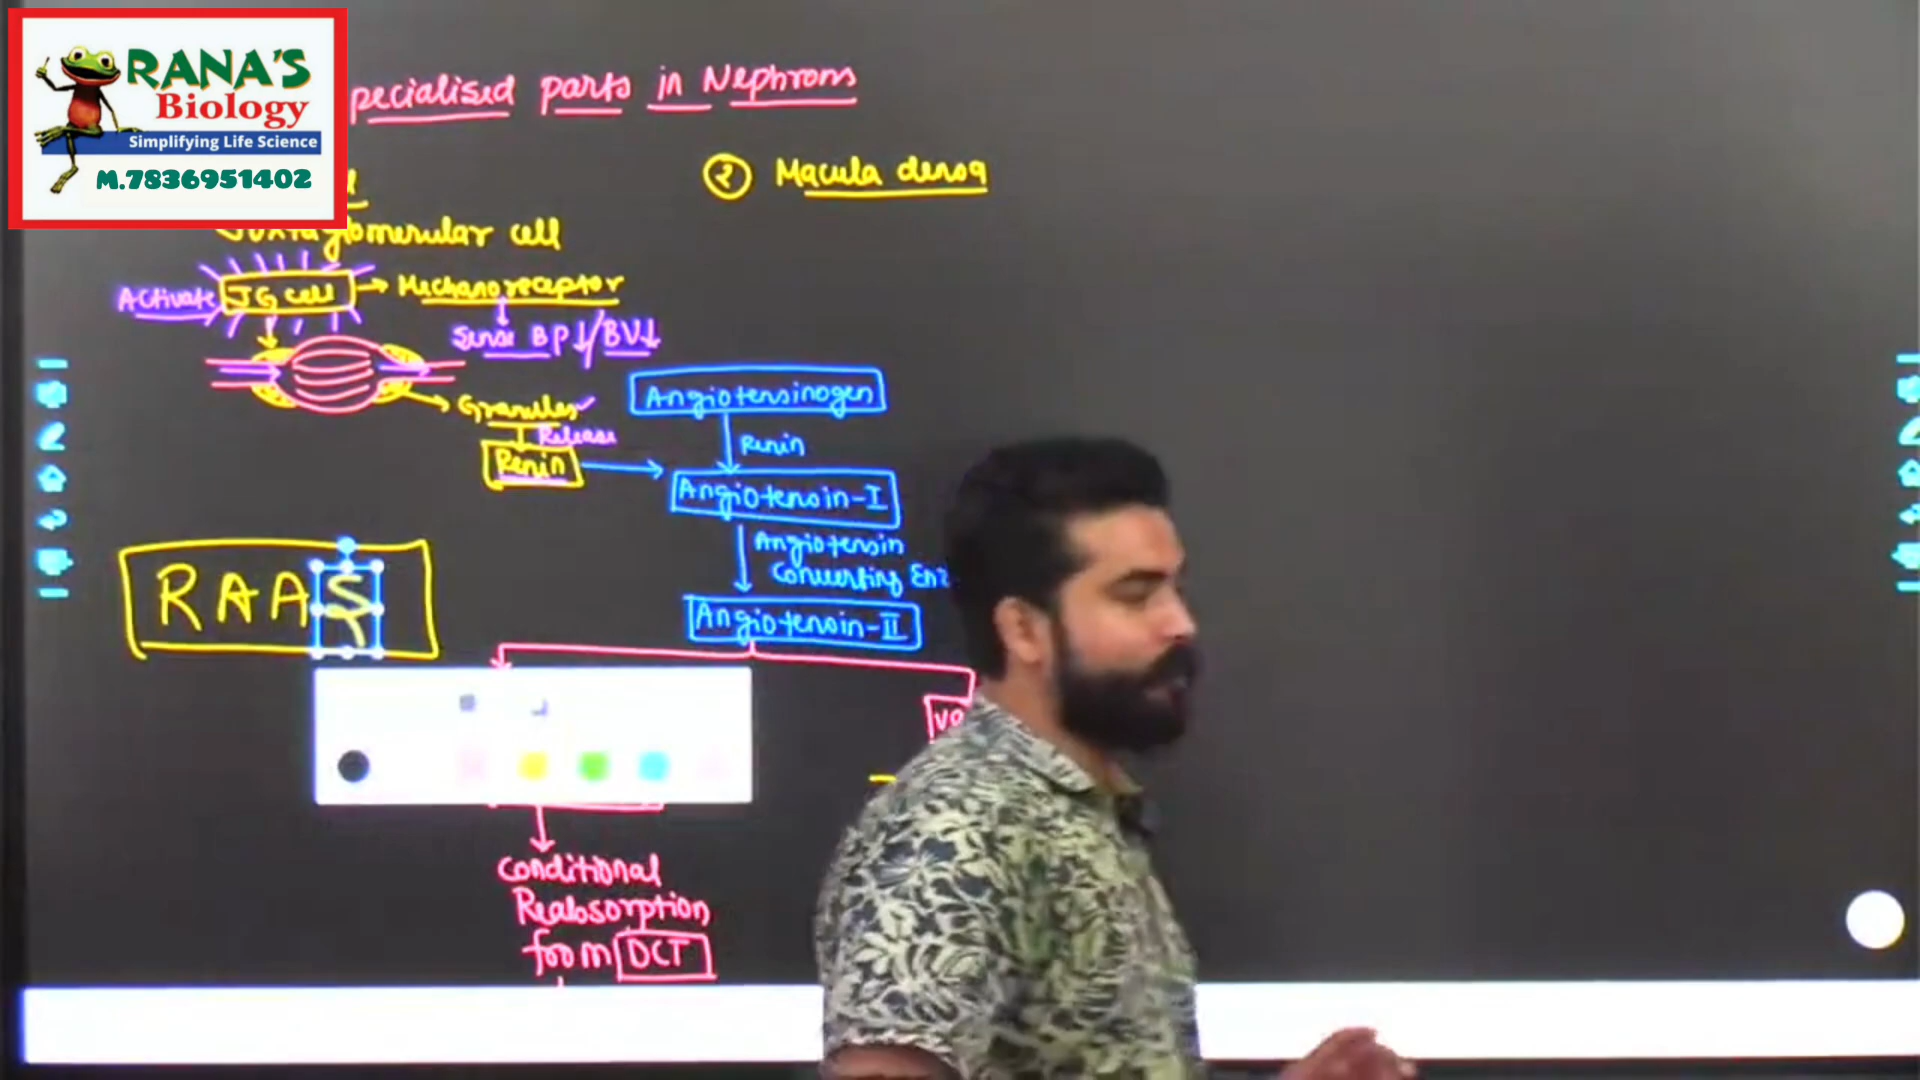 RANA'S
Biology
Simplifying Life Science
M.7836951402
pecialised parts in Nephrons
② Macula densa
Juxtaglomerular cell
Activate JG cell → Mechanoreceptor
Sense BP↓/BV↓
Granules ✓
Release
Renin →
Angiotensinogen
Renin
Angiotensin-I
Angiotensin
Converting Enz
Angiotensin-II
RAAS
Conditional
Reabsorption
from DCT